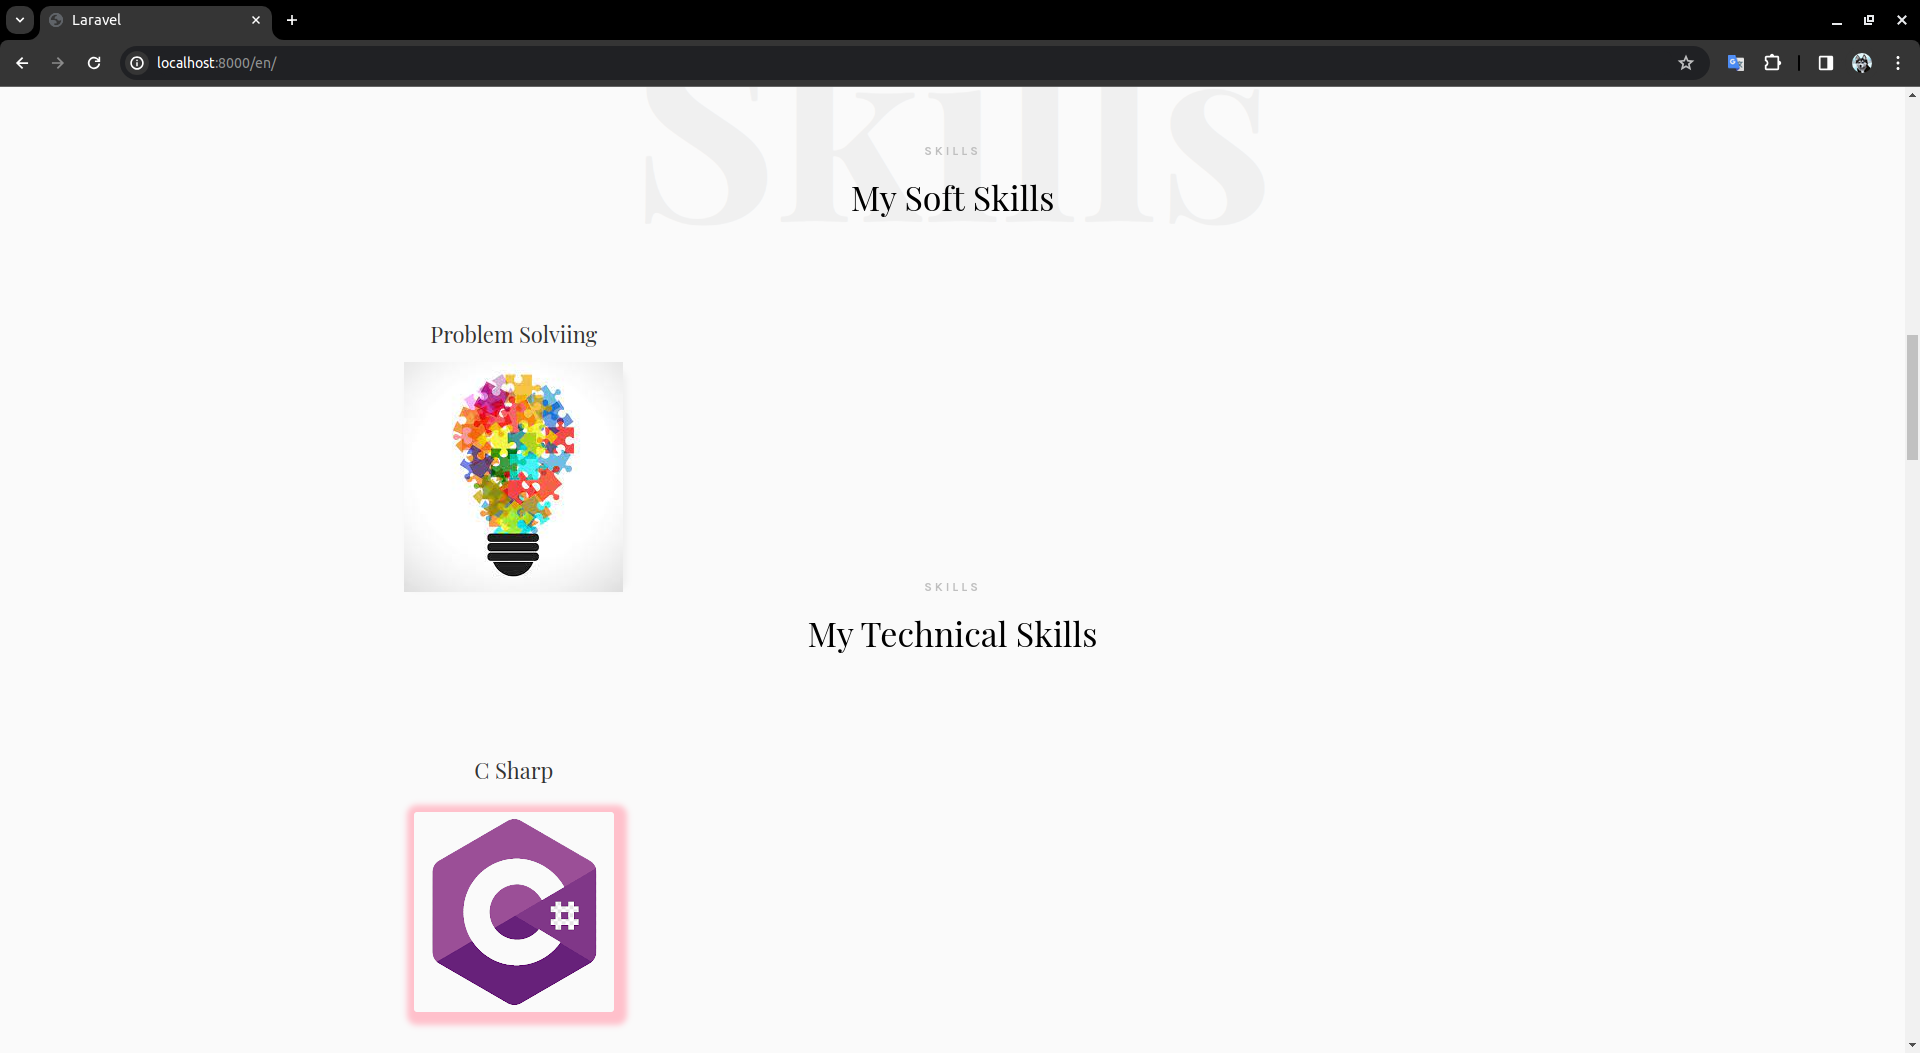 Laravel
localhost:8000/en/
Skills
SKILLS
My Soft Skills
Problem Solviing
SKILLS
My Technical Skills
C Sharp
C#